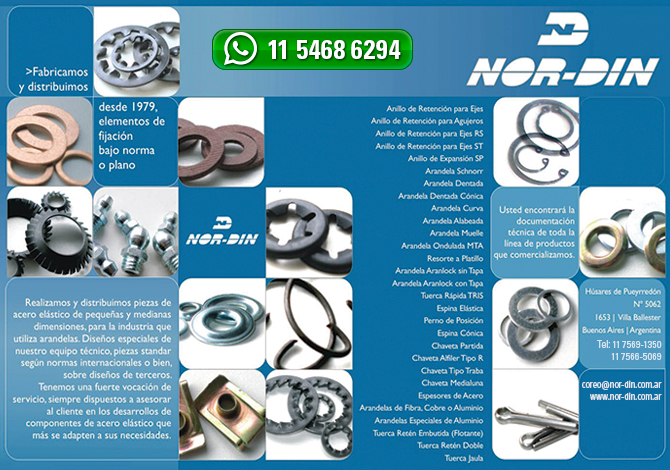 11 5468 6294
NOR-DIN
>Fabricamos
y distribuimos
desde 1979,
elementos de
fijación
bajo norma
o plano
Anillo de Retención para Ejes
Anillo de Retención para Agujeros
Anillo de Retención para Ejes RS
Anillo de Retención para Ejes ST
Anillo de Expansión SP
Arandela Schnorr
Arandela Dentada
Arandela Dentada Cónica
Arandela Curva
Arandela Alabeada
Arandela Muelle
Arandela Ondulada MTA
Resorte a Platillo
Arandela Aranlock sin Tapa
Arandela Aranlock con Tapa
Tuerca Rápida TRIS
Espina Elástica
Perno de Posición
Espina Cónica
Chaveta Partida
Chaveta Alfiler Tipo R
Chaveta Tipo Traba
Chaveta Medialuna
Espesores de Acero
Arandelas de Fibra, Cobre o Aluminio
Arandelas Especiales de Aluminio
Tuerca Retén Embutida (Flotante)
Tuerca Retén Doble
Tuerca Jaula
NOR-DIN
Usted encontrará la
documentación
técnica de toda la
línea de productos
que comercializamos.
Realizamos y distribuimos piezas de
acero elástico de pequeñas y medianas
dimensiones, para la industria que
utiliza arandelas. Diseños especiales de
nuestro equipo técnico, piezas standar
según normas internacionales o bien,
sobre diseños de terceros.
Tenemos una fuerte vocación de
servicio, siempre dispuestos a asesorar
al cliente en los desarrollos de
componentes de acero elástico que
más se adapten a sus necesidades.
Húsares de Pueyrredón
N° 5062
1653 | Villa Ballester
Buenos Aires | Argentina
Tel: 11 7569-1350
11 7566-5069
coreo@nor-din.com.ar
www.nor-din.com.ar